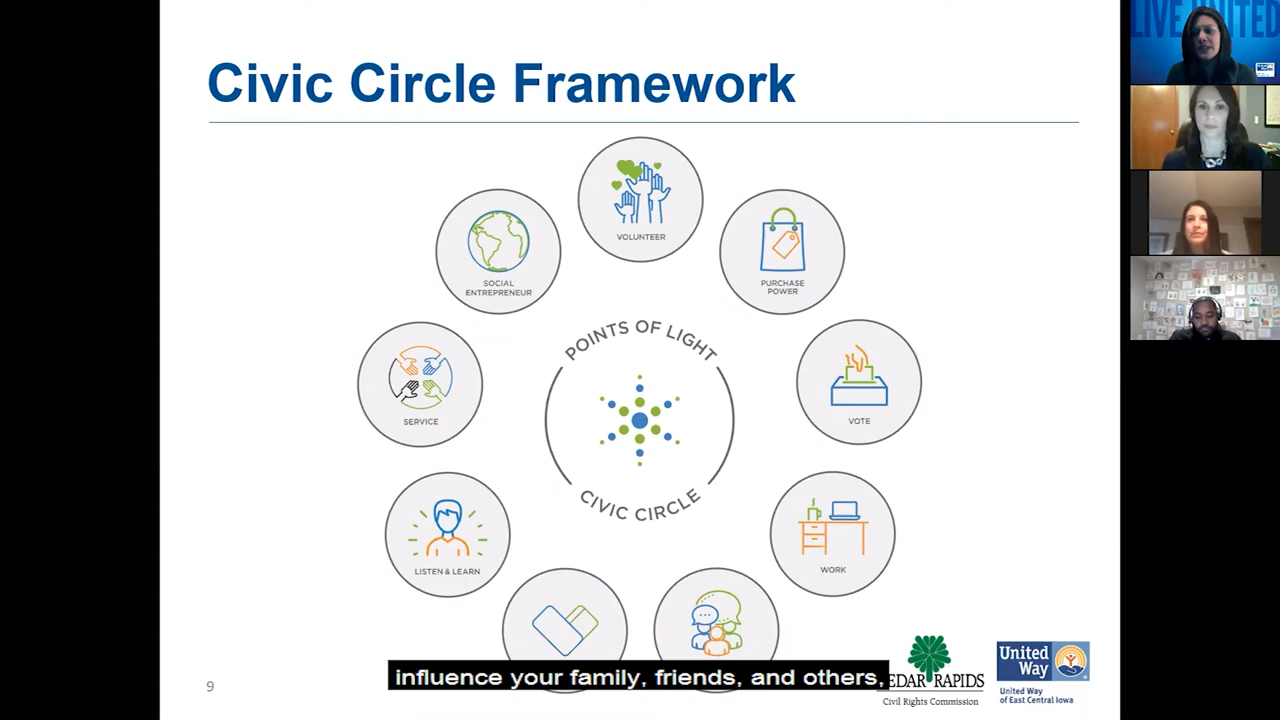 Civic Circle Framework
VOLUNTEER
SOCIAL
ENTREPRENEUR
PURCHASE
POWER
POINTS OF LIGHT
CIVIC CIRCLE
SERVICE
VOTE
LISTEN & LEARN
WORK
influence your family, friends, and others,
9
EDAR RAPIDS
Civil Rights Commission
United
Way
United Way
of East Central Iowa
LIVE UNITED